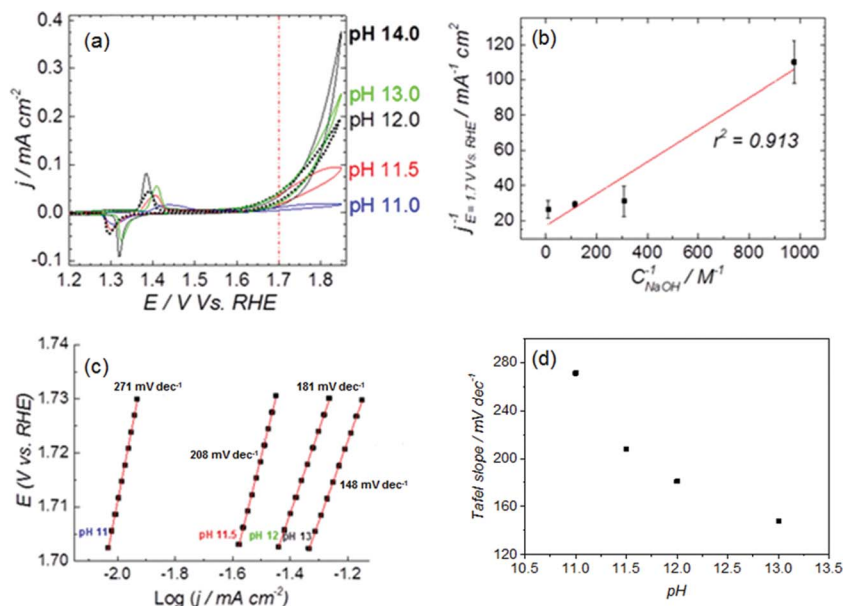 (a)
j / mA cm⁻²
0.4
0.3
0.2
0.1
0.0
-0.1
1.2 1.3 1.4 1.5 1.6 1.7 1.8
E / V Vs. RHE
pH 14.0
pH 13.0
pH 12.0
pH 11.5
pH 11.0
(b)
j⁻¹ E = 1.7 V Vs. RHE / mA⁻¹ cm²
120
100
80
60
40
20
0 200 400 600 800 1000
C⁻¹NaOH / M⁻¹
r² = 0.913
(c)
E (V vs. RHE)
1.74
1.73
1.72
1.71
1.70
271 mV dec⁻¹
181 mV dec⁻¹
208 mV dec⁻¹
148 mV dec⁻¹
pH 11 pH 11.5 pH 12 pH 13
-2.0 -1.8 -1.6 -1.4 -1.2
Log (j / mA cm⁻²)
(d)
Tafel slope / mV dec⁻¹
280
240
200
160
120
10.5 11.0 11.5 12.0 12.5 13.0 13.5
pH